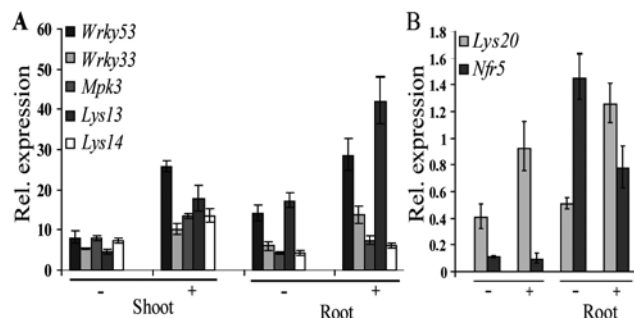 A
B
Rel. expression
60
50
40
30
20
10
0
Wrky53
Wrky33
Mpk3
Lys13
Lys14
- + - +
Shoot Root
Rel. expression
1.8
1.6
1.4
1.2
1
0.8
0.6
0.4
0.2
0
Lys20
Nfr5
- + - +
Root